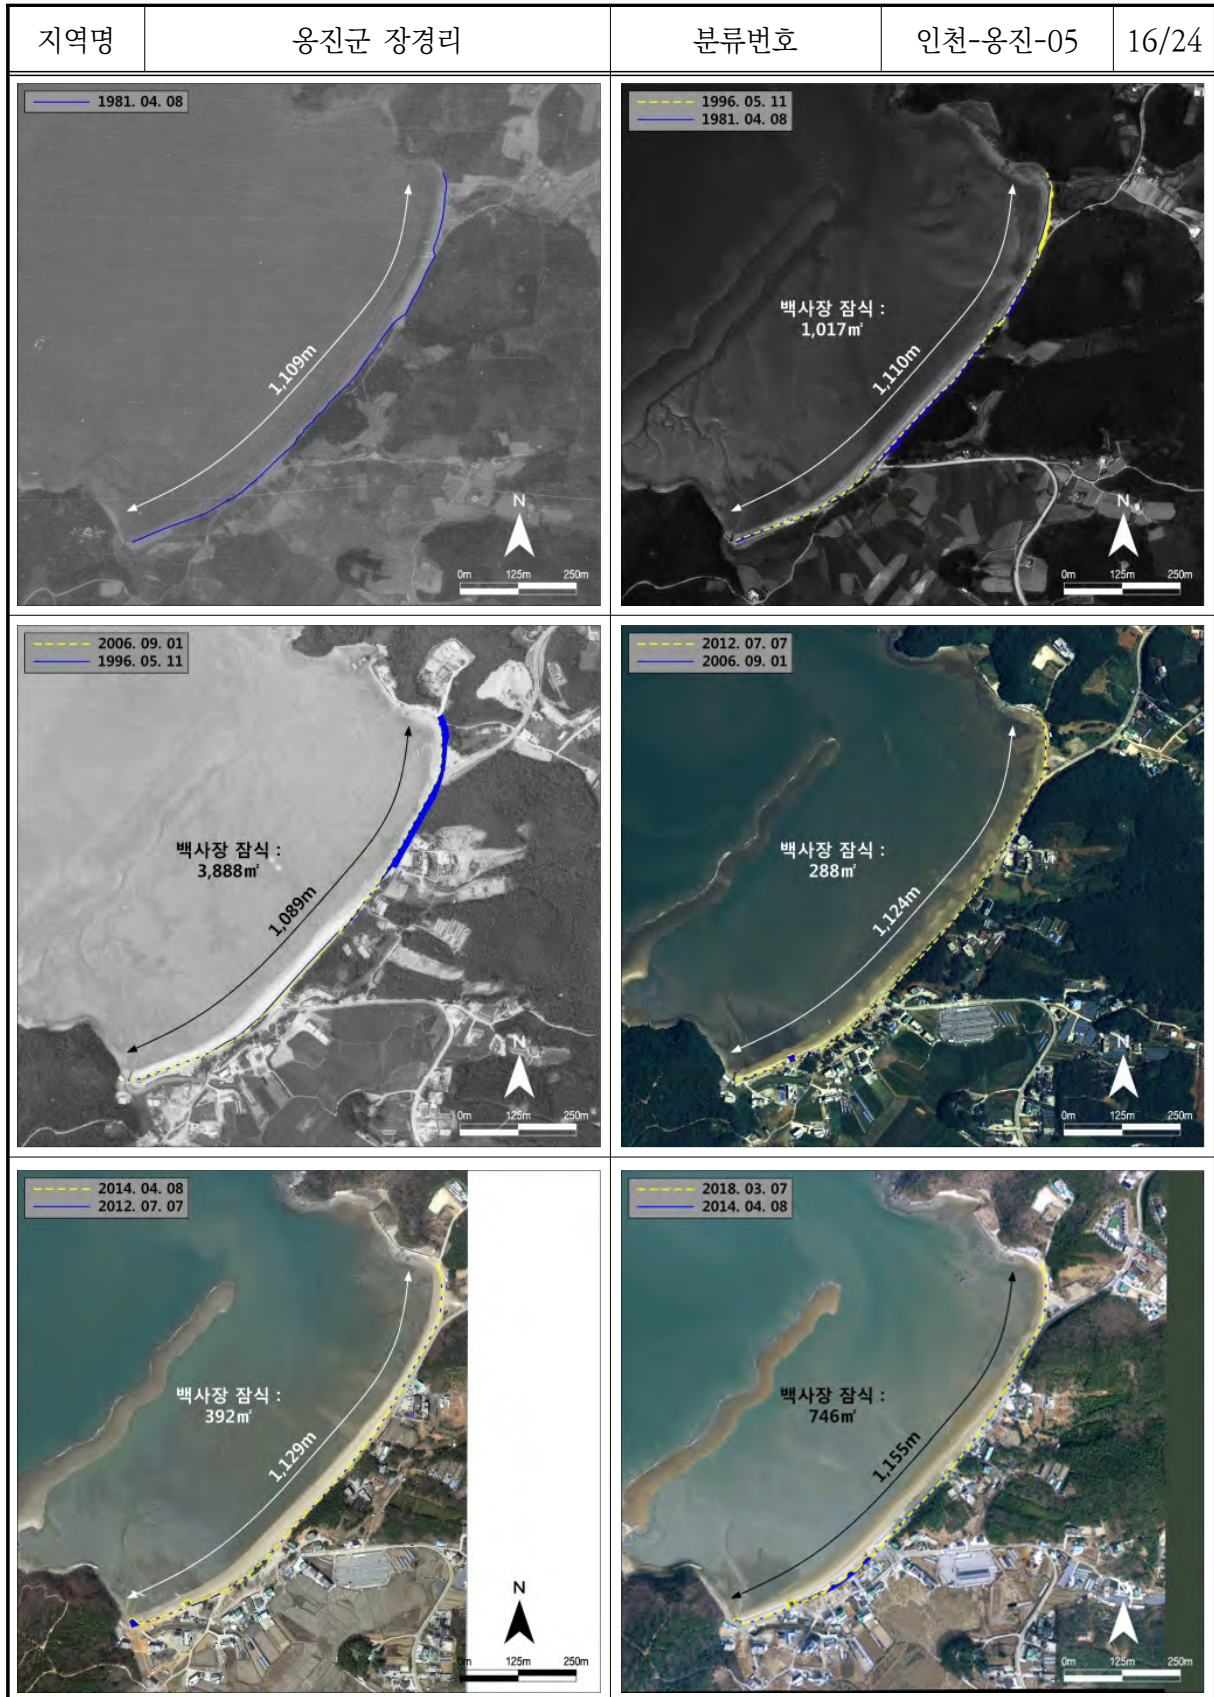 지역명 옹진군 장경리 분류번호 인천-옹진-05 16/24
1981. 04. 08
1,109m
N
0m 125m 250m
1996. 05. 11
1981. 04. 08
백사장 잠식 :
1,017㎡
1,110m
N
0m 125m 250m
2006. 09. 01
1996. 05. 11
백사장 잠식 :
3,888㎡
1,089m
N
0m 125m 250m
2012. 07. 07
2006. 09. 01
백사장 잠식 :
288㎡
1,124m
N
0m 125m 250m
2014. 04. 08
2012. 07. 07
백사장 잠식 :
392㎡
1,129m
N
0m 125m 250m
2018. 03. 07
2014. 04. 08
백사장 잠식 :
746㎡
1,155m
N
0m 125m 250m